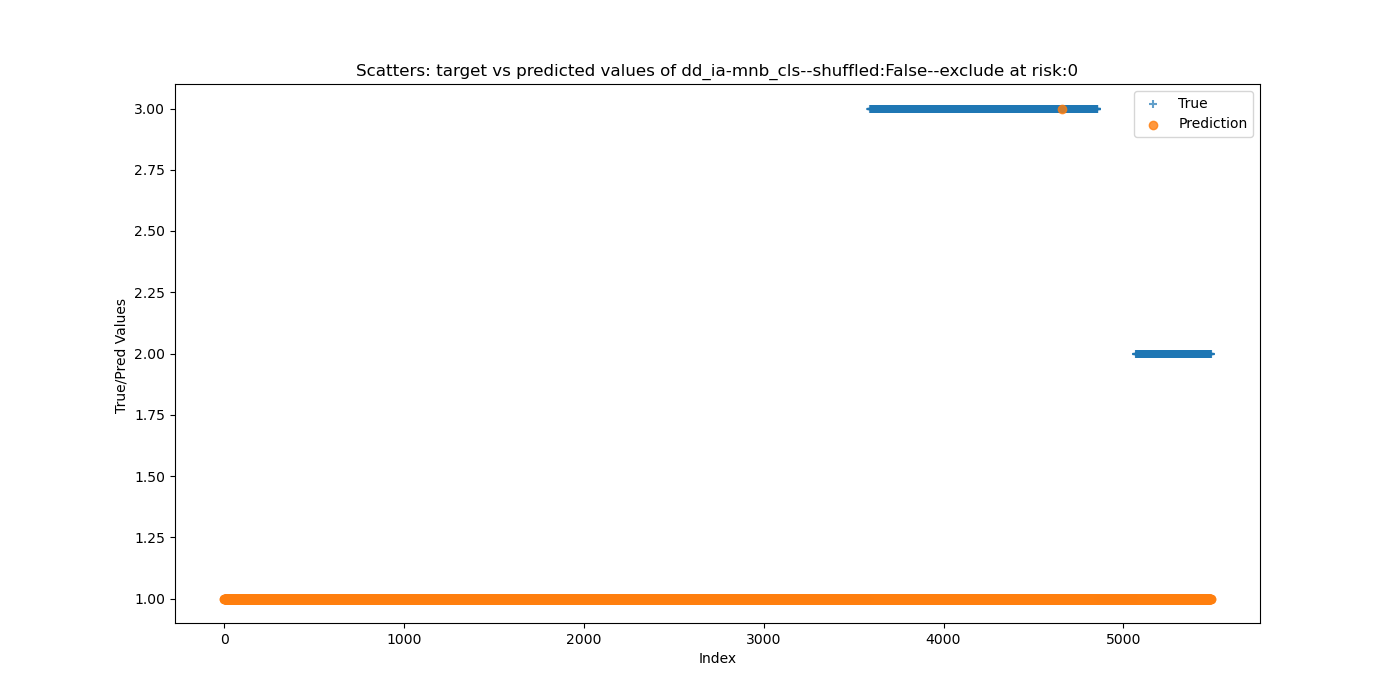 Scatters: target vs predicted values of dd_ia-mnb_cls--shuffled:False--exclude at risk:0
True
Prediction
3.00
2.75
2.50
2.25
2.00
1.75
1.50
1.25
1.00
True/Pred Values
0 1000 2000 3000 4000 5000
Index